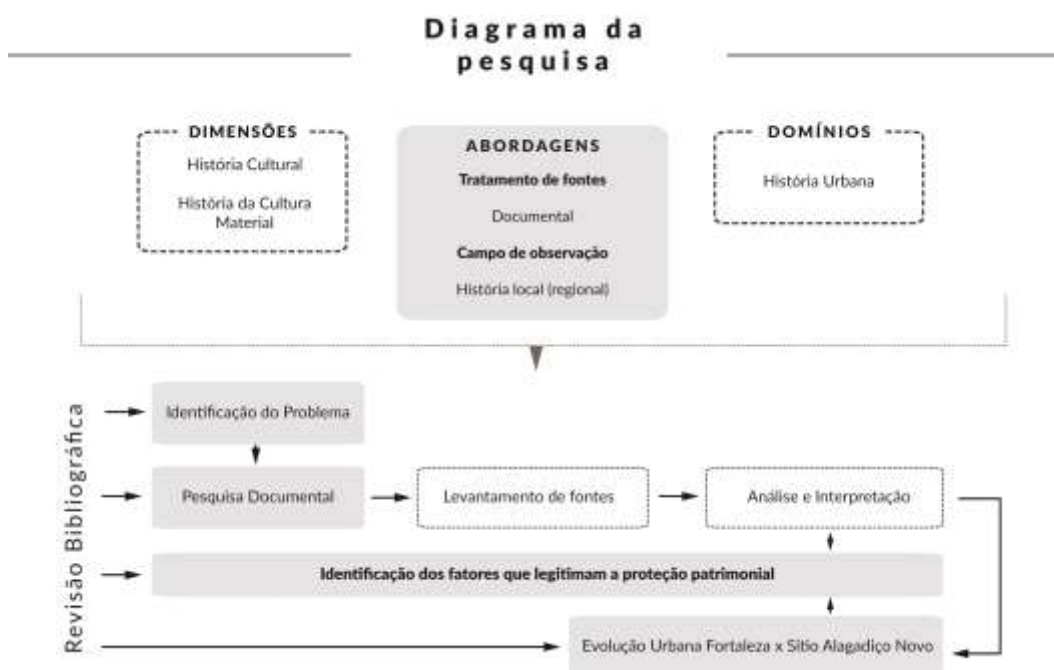 Diagrama da
pesquisa
DIMENSÕES
História Cultural
História da Cultura
Material
ABORDAGENS
Tratamento de fontes
Documental
Campo de observação
História local (regional)
DOMÍNIOS
História Urbana
Revisão Bibliográfica
Identificação do Problema
Pesquisa Documental
Levantamento de fontes
Análise e Interpretação
Identificação dos fatores que legitimam a proteção patrimonial
Evolução Urbana Fortaleza x Sítio Alagadiço Novo